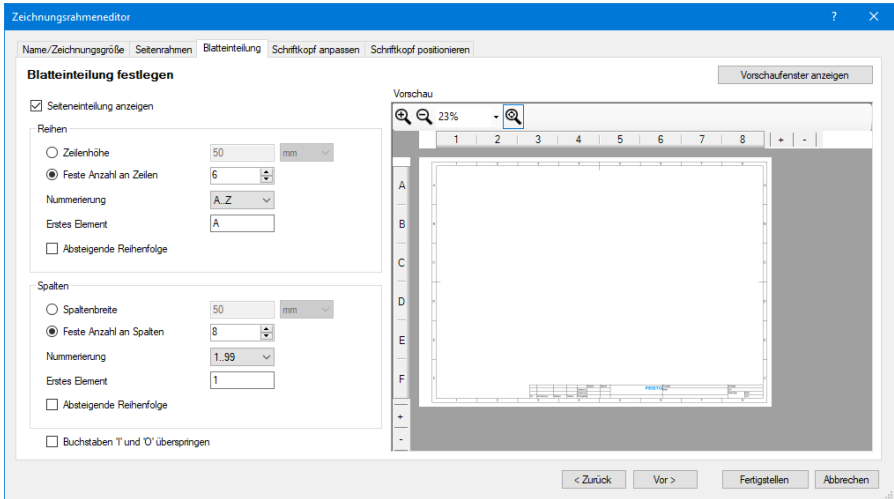 Zeichnungsrahmeneditor
?
Name/Zeichnungsgröße Seitenrahmen Blatteinteilung Schriftkopf anpassen Schriftkopf positionieren
Blatteinteilung festlegen
Vorschaufenster anzeigen
Seiteneinteilung anzeigen
Reihen
Zeilenhöhe 50 mm
Feste Anzahl an Zeilen 6
Nummerierung A..Z
Erstes Element A
Absteigende Reihenfolge
Spalten
Spaltenbreite 50 mm
Feste Anzahl an Spalten 8
Nummerierung 1..99
Erstes Element 1
Absteigende Reihenfolge
Buchstaben 'I' und 'O' überspringen
Vorschau
23%
1 2 3 4 5 6 7 8 + -
A
B
C
D
E
F
+
-
FESTO
< Zurück Vor > Fertigstellen Abbrechen